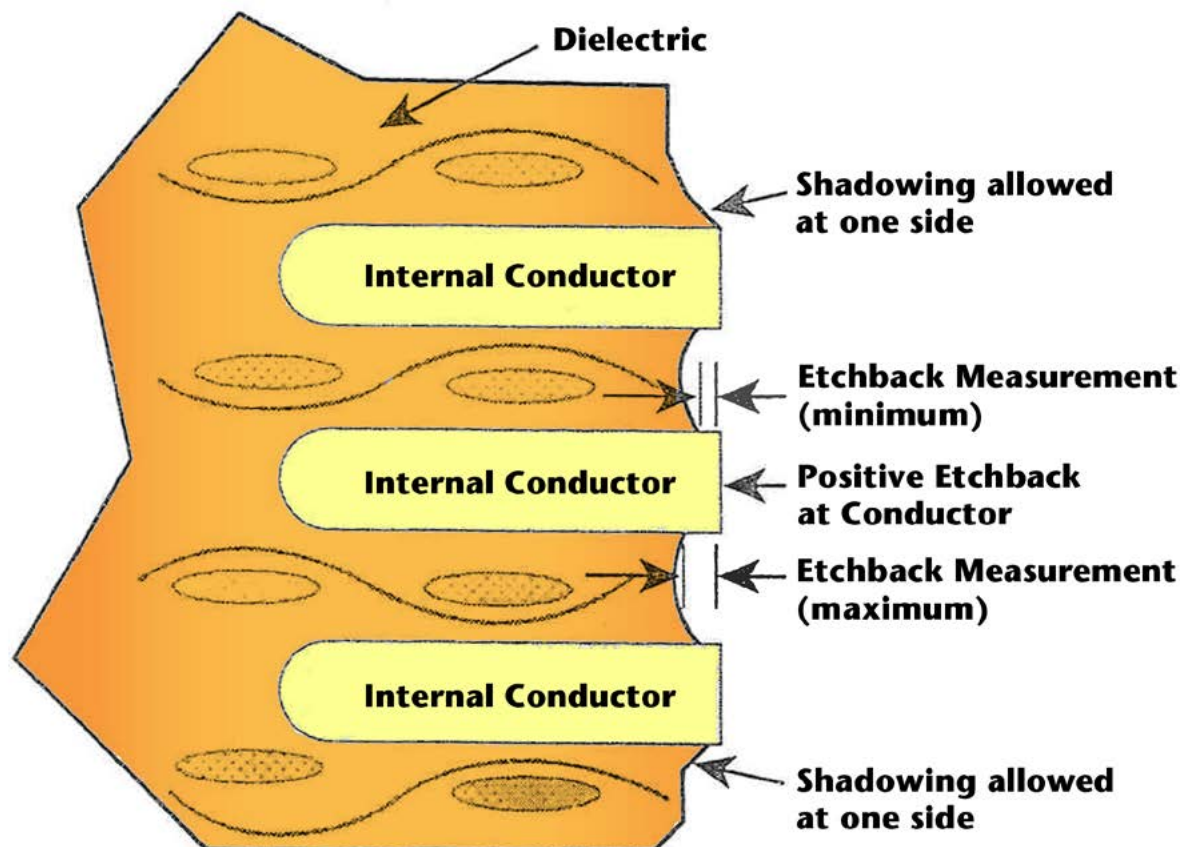 Dielectric
Shadowing allowed
at one side
Internal Conductor
Etchback Measurement
(minimum)
Internal Conductor
Positive Etchback
at Conductor
Etchback Measurement
(maximum)
Internal Conductor
Shadowing allowed
at one side